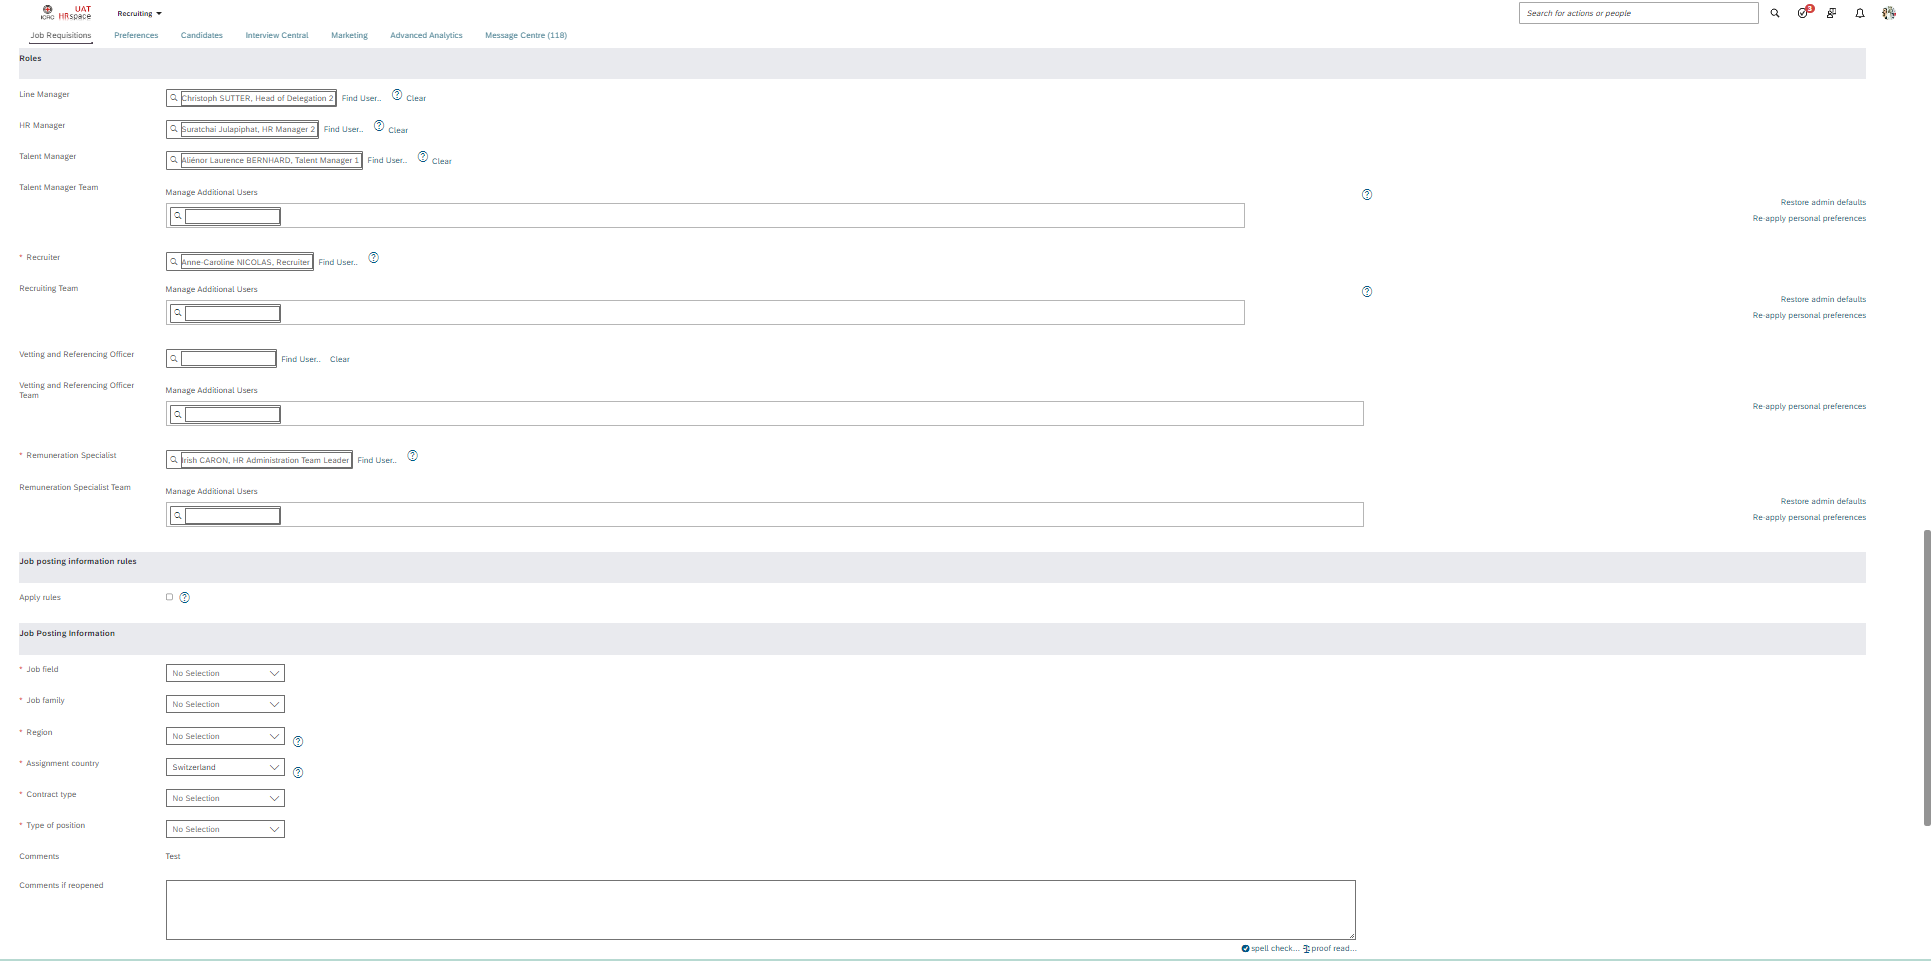 ICRC UAT HRspace
Recruiting
Search for actions or people
3
Job Requisitions Preferences Candidates Interview Central Marketing Advanced Analytics Message Centre (118)
Roles
Line Manager
Christoph SUTTER, Head of Delegation 2 Find User.. ? Clear
HR Manager
Suratchai Julapiphat, HR Manager 2 Find User.. ? Clear
Talent Manager
Aliénor Laurence BERNHARD, Talent Manager 1 Find User.. ? Clear
Talent Manager Team
Manage Additional Users ?
Restore admin defaults
Re-apply personal preferences
* Recruiter
Anne-Caroline NICOLAS, Recruiter Find User.. ?
Recruiting Team
Manage Additional Users ?
Restore admin defaults
Re-apply personal preferences
Vetting and Referencing Officer
Find User.. Clear
Vetting and Referencing Officer
Team
Manage Additional Users
Re-apply personal preferences
* Remuneration Specialist
Irish CARON, HR Administration Team Leader Find User.. ?
Remuneration Specialist Team
Manage Additional Users
Restore admin defaults
Re-apply personal preferences
Job posting information rules
Apply rules ?
Job Posting Information
* Job field No Selection
* Job family No Selection
* Region No Selection ?
* Assignment country Switzerland ?
* Contract type No Selection
* Type of position No Selection
Comments Test
Comments if reopened
spell check... proof read...